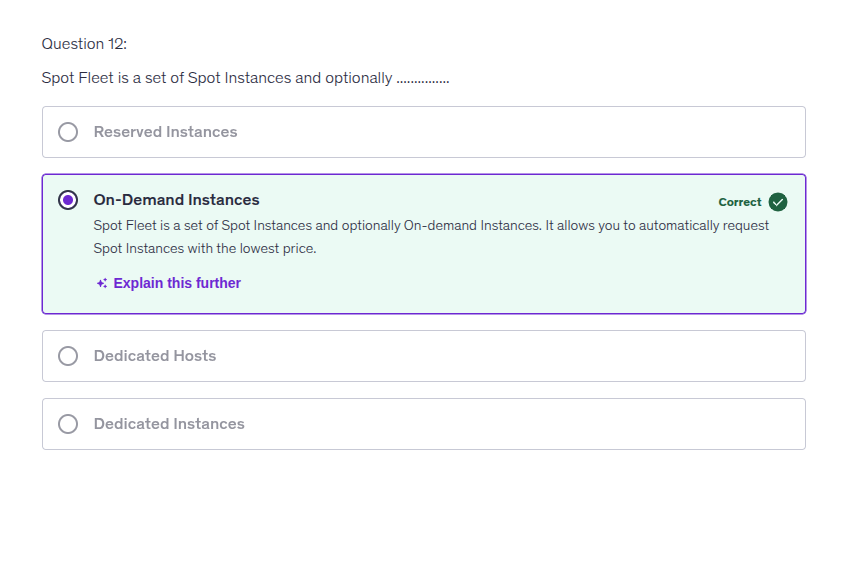 Question 12:
Spot Fleet is a set of Spot Instances and optionally ...............
Reserved Instances
On-Demand Instances
Correct
Spot Fleet is a set of Spot Instances and optionally On-demand Instances. It allows you to automatically request
Spot Instances with the lowest price.
Explain this further
Dedicated Hosts
Dedicated Instances